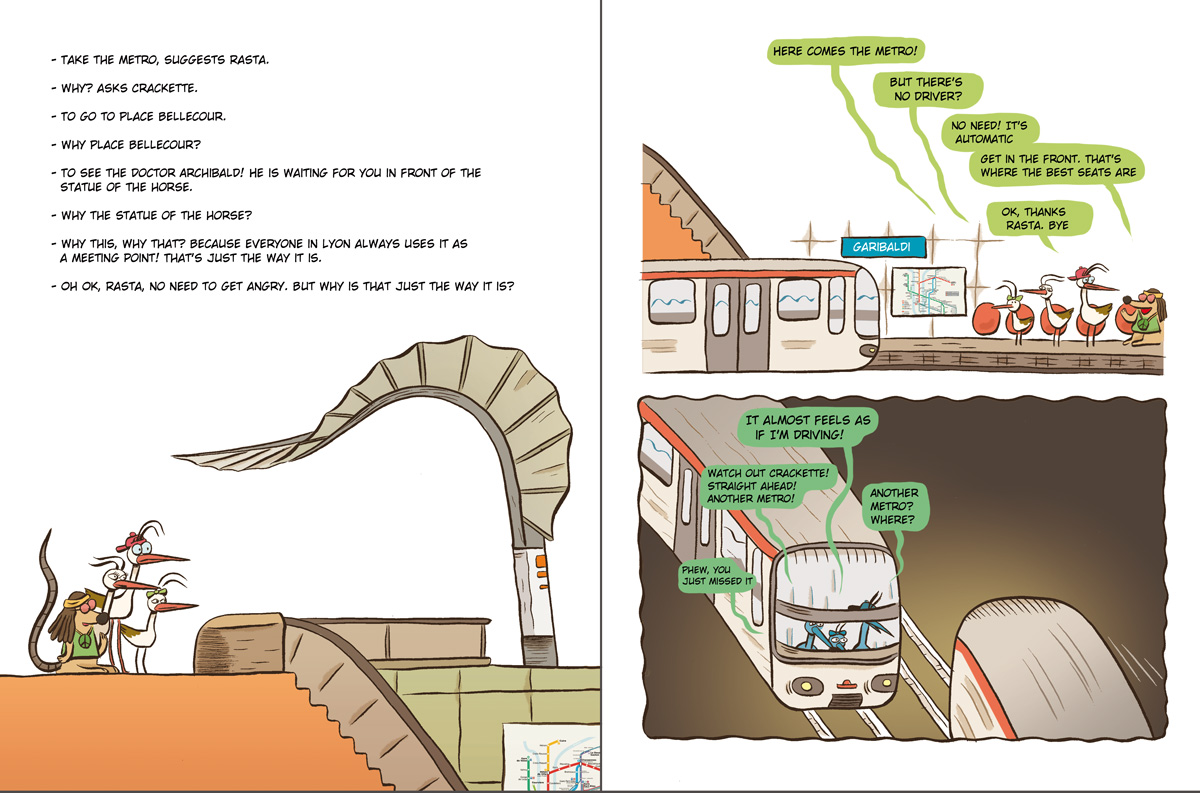 - TAKE THE METRO, SUGGESTS RASTA.
- WHY? ASKS CRACKETTE.
- TO GO TO PLACE BELLECOUR.
- WHY PLACE BELLECOUR?
- TO SEE THE DOCTOR ARCHIBALD! HE IS WAITING FOR YOU IN FRONT OF THE
STATUE OF THE HORSE.
- WHY THE STATUE OF THE HORSE?
- WHY THIS, WHY THAT? BECAUSE EVERYONE IN LYON ALWAYS USES IT AS
A MEETING POINT! THAT'S JUST THE WAY IT IS.
- OH OK, RASTA, NO NEED TO GET ANGRY. BUT WHY IS THAT JUST THE WAY IT IS?
HERE COMES THE METRO!
BUT THERE'S
NO DRIVER?
NO NEED! IT'S
AUTOMATIC
GET IN THE FRONT. THAT'S
WHERE THE BEST SEATS ARE
OK, THANKS
RASTA. BYE
GARIBALDI
IT ALMOST FEELS AS
IF I'M DRIVING!
WATCH OUT CRACKETTE!
STRAIGHT AHEAD!
ANOTHER METRO!
ANOTHER
METRO?
WHERE?
PHEW, YOU
JUST MISSED IT